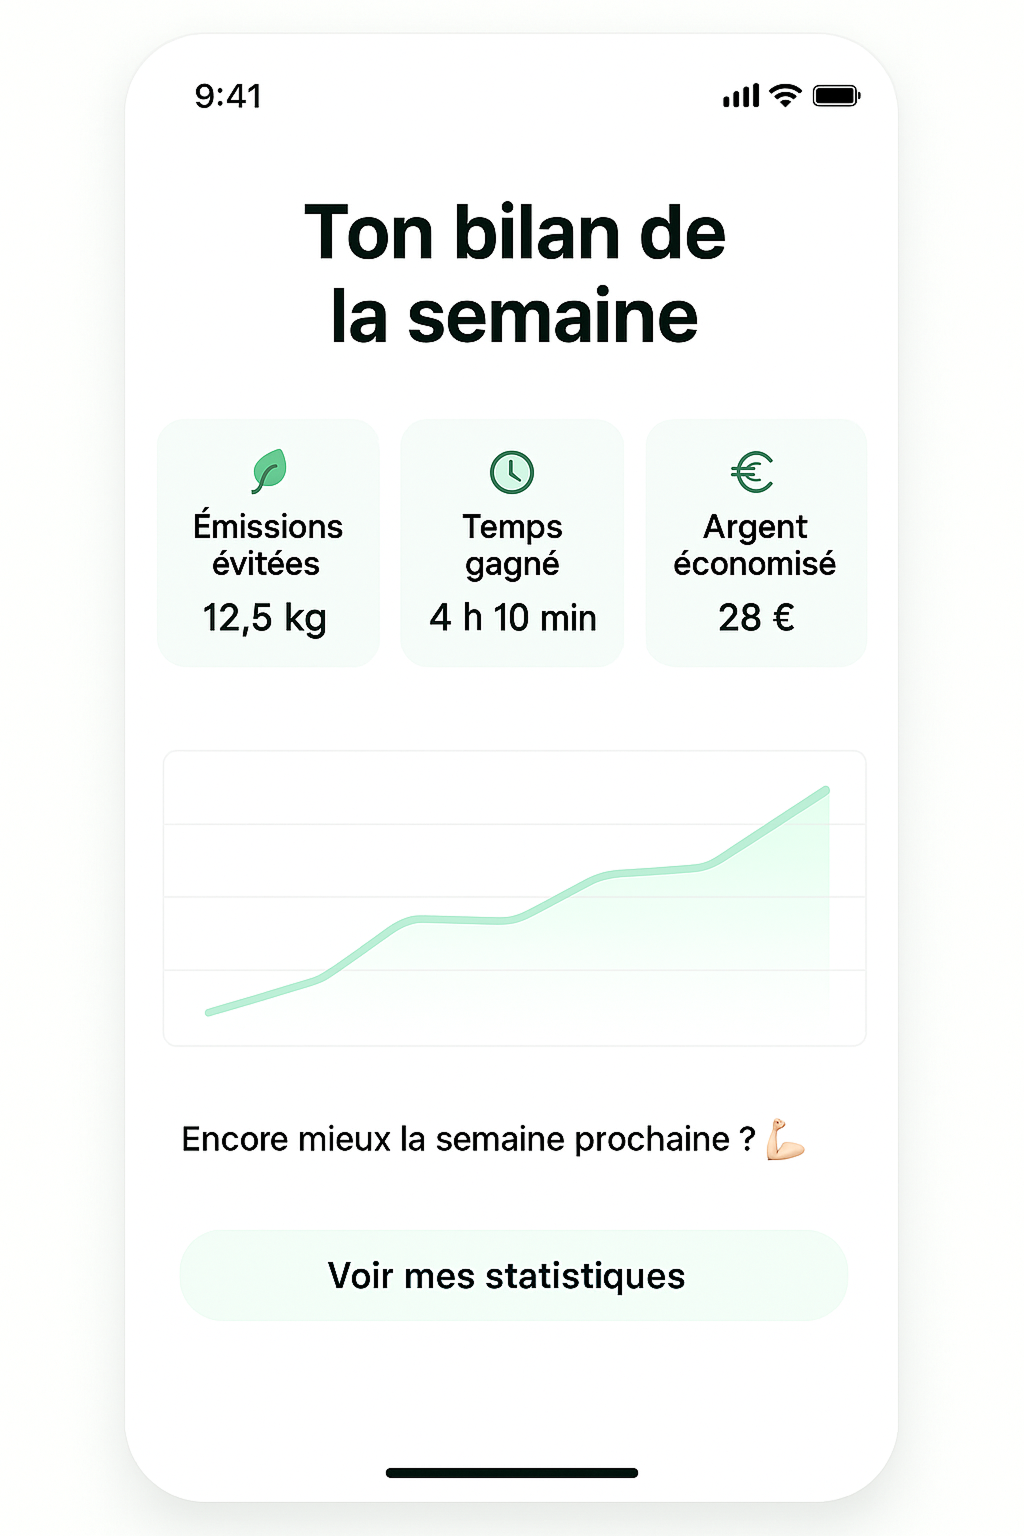 9:41
Ton bilan de
la semaine
Émissions
évitées
12,5 kg
Temps
gagné
4 h 10 min
Argent
économisé
28 €
Encore mieux la semaine prochaine ? 💪🏻
Voir mes statistiques